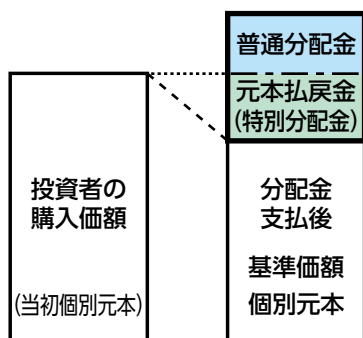 普通分配金
元本払戻金
(特別分配金)
投資者の
購入価額
(当初個別元本)
分配金
支払後
基準価額
個別元本